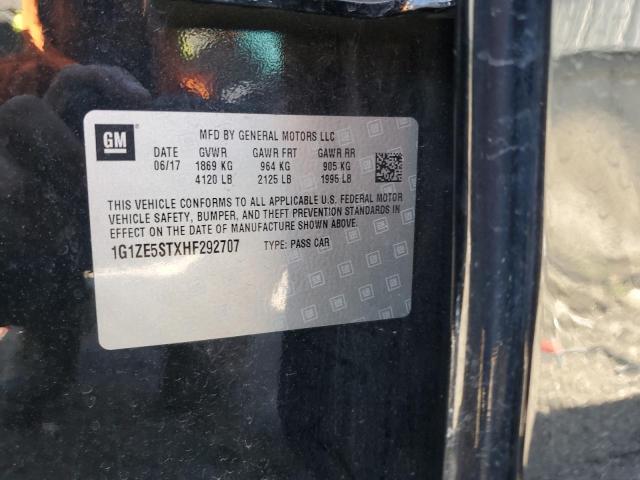 GM
MFD BY GENERAL MOTORS LLC
DATE GVWR GAWR FRT GAWR RR
06/17 1869 KG 964 KG 905 KG
4120 LB 2125 LB 1995 LB
THIS VEHICLE CONFORMS TO ALL APPLICABLE U.S. FEDERAL MOTOR
VEHICLE SAFETY, BUMPER, AND THEFT PREVENTION STANDARDS IN
EFFECT ON THE DATE OF MANUFACTURE SHOWN ABOVE.
1G1ZE5STXHF292707 TYPE: PASS CAR